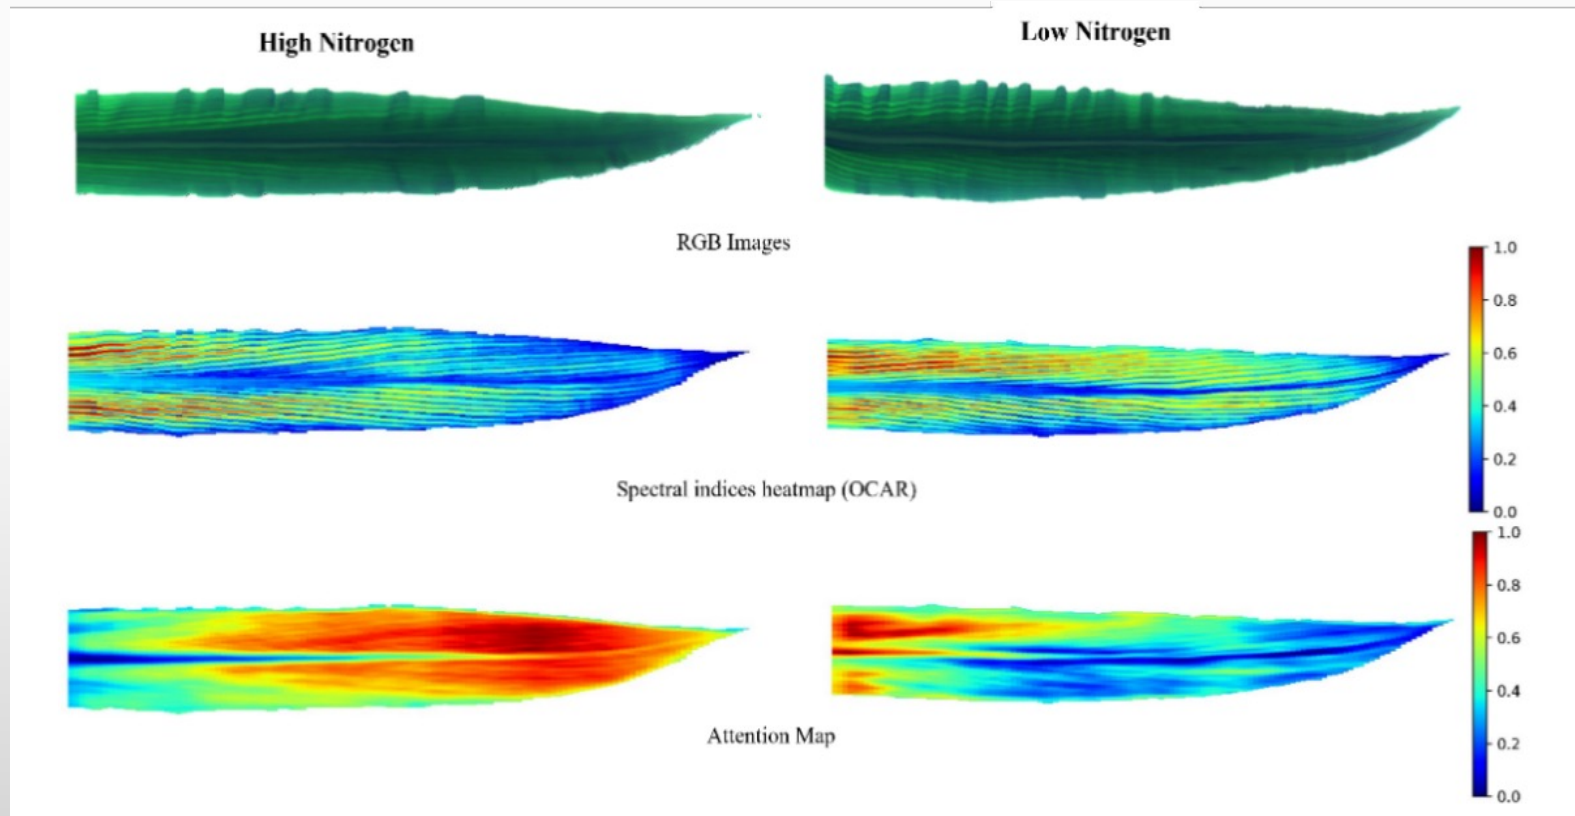 High Nitrogen
Low Nitrogen
RGB Images
1.0
0.8
0.6
0.4
0.2
0.0
Spectral indices heatmap (OCAR)
1.0
0.8
0.6
0.4
0.2
0.0
Attention Map